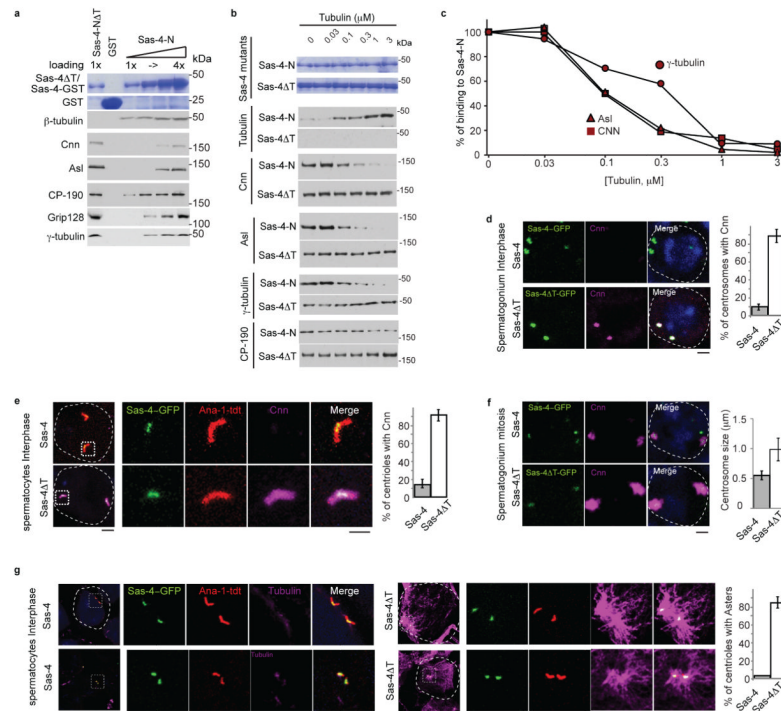 a
Sas-4-NΔT
GST
Sas-4-N
loading 1x 1x -> 4x kDa
Sas-4ΔT/
Sas-4-GST
50
GST
25
β-tubulin
50
Cnn
150
Asl
150
CP-190
150
Grip128
100
γ-tubulin
50
b
Tubulin (μM)
0 0.03 0.1 0.3 1 3 kDa
Sas-4 mutants
Sas-4-N
50
Sas-4ΔT
50
Tubulin
Sas-4-N
50
Sas-4ΔT
50
Cnn
Sas-4-N
150
Sas-4ΔT
150
Asl
Sas-4-N
150
Sas-4ΔT
150
γ-tubulin
Sas-4-N
50
Sas-4ΔT
50
CP-190
Sas-4-N
150
Sas-4ΔT
150
c
% of binding to Sas-4-N
100
80
60
40
20
0
0 0.03 0.1 0.3 1 3
[Tubulin, μM]
γ-tubulin
Asl
CNN
d
Spermatogonium Interphase
Sas-4
Sas-4-GFP Cnn Merge
Sas-4ΔT
Sas-4ΔT-GFP Cnn Merge
% of centrosomes with Cnn
80
60
40
20
0
Sas-4
Sas-4ΔT
e
spermatocytes Interphase
Sas-4
Sas-4ΔT
Sas-4–GFP Ana-1-tdt Cnn Merge
% of centrioles with Cnn
80
60
40
20
0
Sas-4
Sas-4ΔT
f
Spermatogonium mitosis
Sas-4
Sas-4-GFP Cnn Merge
Sas-4ΔT
Sas-4ΔT-GFP Cnn Merge
Centrosome size (μm)
1.5
1.0
0.5
0.0
Sas-4
Sas-4ΔT
g
spermatocytes Interphase
Sas-4
Sas-4
Sas-4–GFP Ana-1-tdt Tubulin Merge
Tubulin
Sas-4ΔT
Sas-4ΔT
% of centrioles with Asters
80
60
40
20
0
Sas-4
Sas-4ΔT